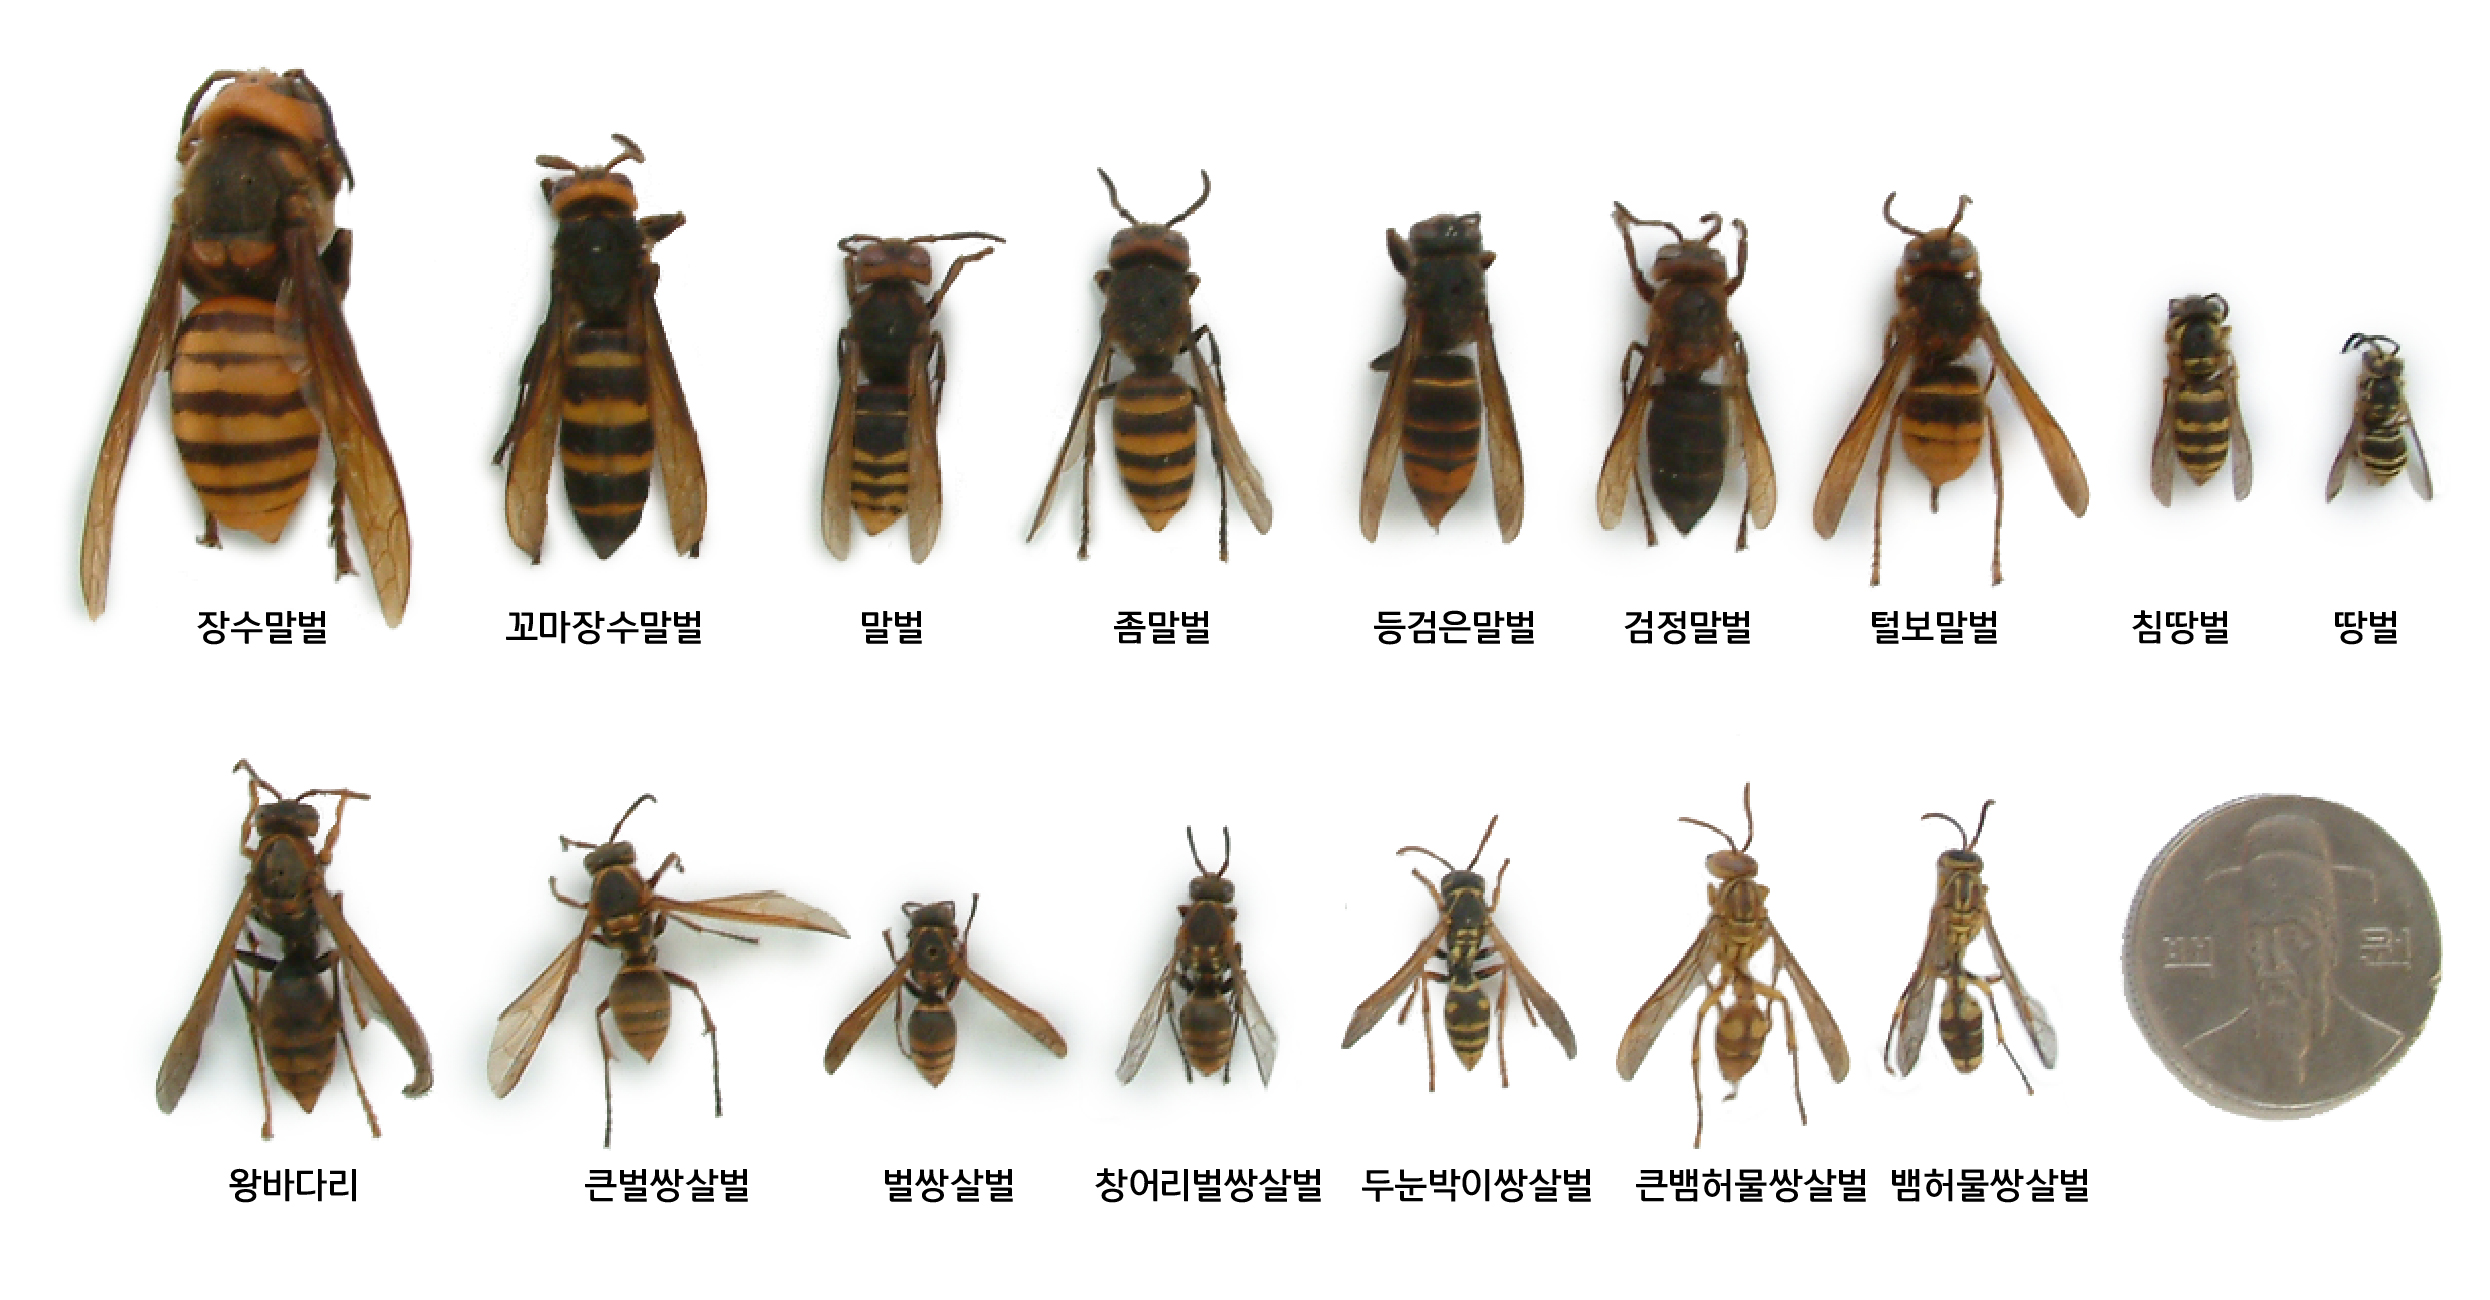 장수말벌 꼬마장수말벌 말벌 좀말벌 등검은말벌 검정말벌 털보말벌 침땅벌 땅벌
백 원
왕바다리 큰벌쌍살벌 벌쌍살벌 창어리벌쌍살벌 두눈박이쌍살벌 큰뱀허물쌍살벌 뱀허물쌍살벌